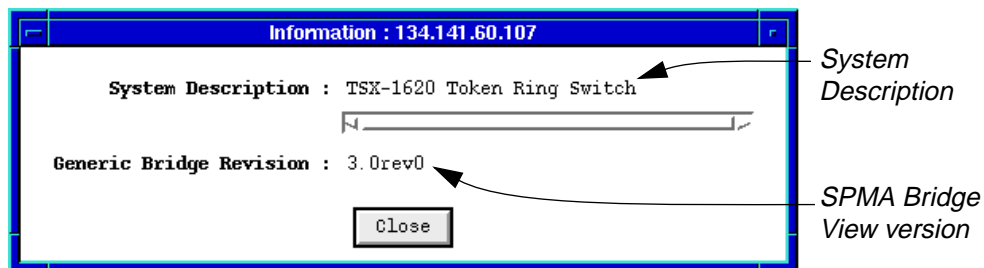 Information : 134.141.60.107
System Description : TSX-1620 Token Ring Switch
Generic Bridge Revision : 3.0rev0
Close
System
Description
SPMA Bridge
View version